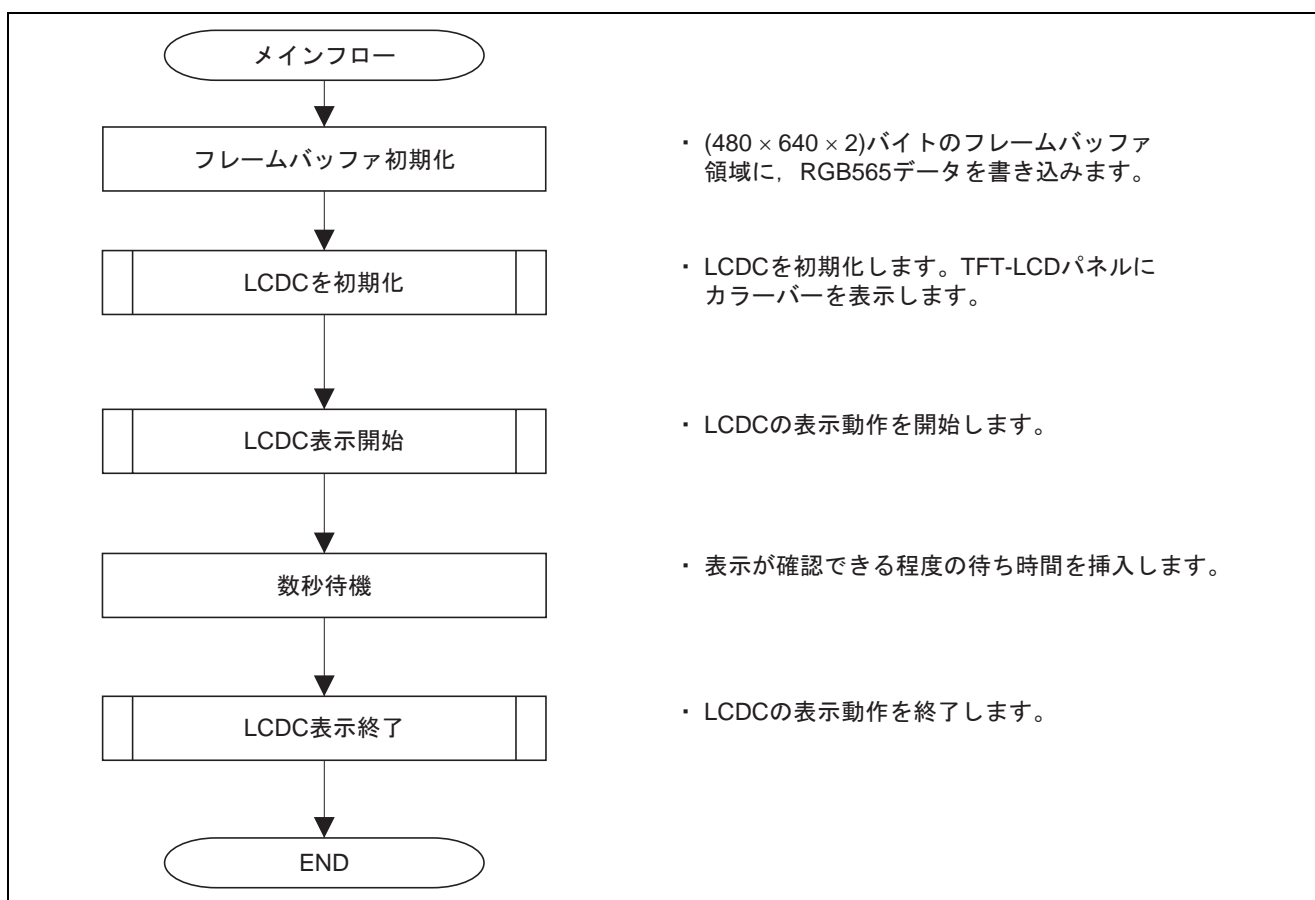 メインフロー
フレームバッファ初期化
・ (480 × 640 × 2)バイトのフレームバッファ
領域に，RGB565データを書き込みます。
LCDCを初期化
・ LCDCを初期化します。TFT-LCDパネルに
カラーバーを表示します。
LCDC表示開始
・ LCDCの表示動作を開始します。
数秒待機
・ 表示が確認できる程度の待ち時間を挿入します。
LCDC表示終了
・ LCDCの表示動作を終了します。
END